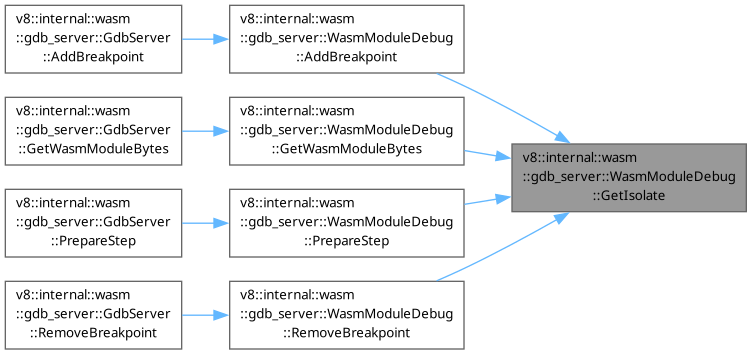 v8::internal::wasm
::gdb_server::GdbServer
::AddBreakpoint
v8::internal::wasm
::gdb_server::WasmModuleDebug
::AddBreakpoint
v8::internal::wasm
::gdb_server::GdbServer
::GetWasmModuleBytes
v8::internal::wasm
::gdb_server::WasmModuleDebug
::GetWasmModuleBytes
v8::internal::wasm
::gdb_server::WasmModuleDebug
::GetIsolate
v8::internal::wasm
::gdb_server::GdbServer
::PrepareStep
v8::internal::wasm
::gdb_server::WasmModuleDebug
::PrepareStep
v8::internal::wasm
::gdb_server::GdbServer
::RemoveBreakpoint
v8::internal::wasm
::gdb_server::WasmModuleDebug
::RemoveBreakpoint